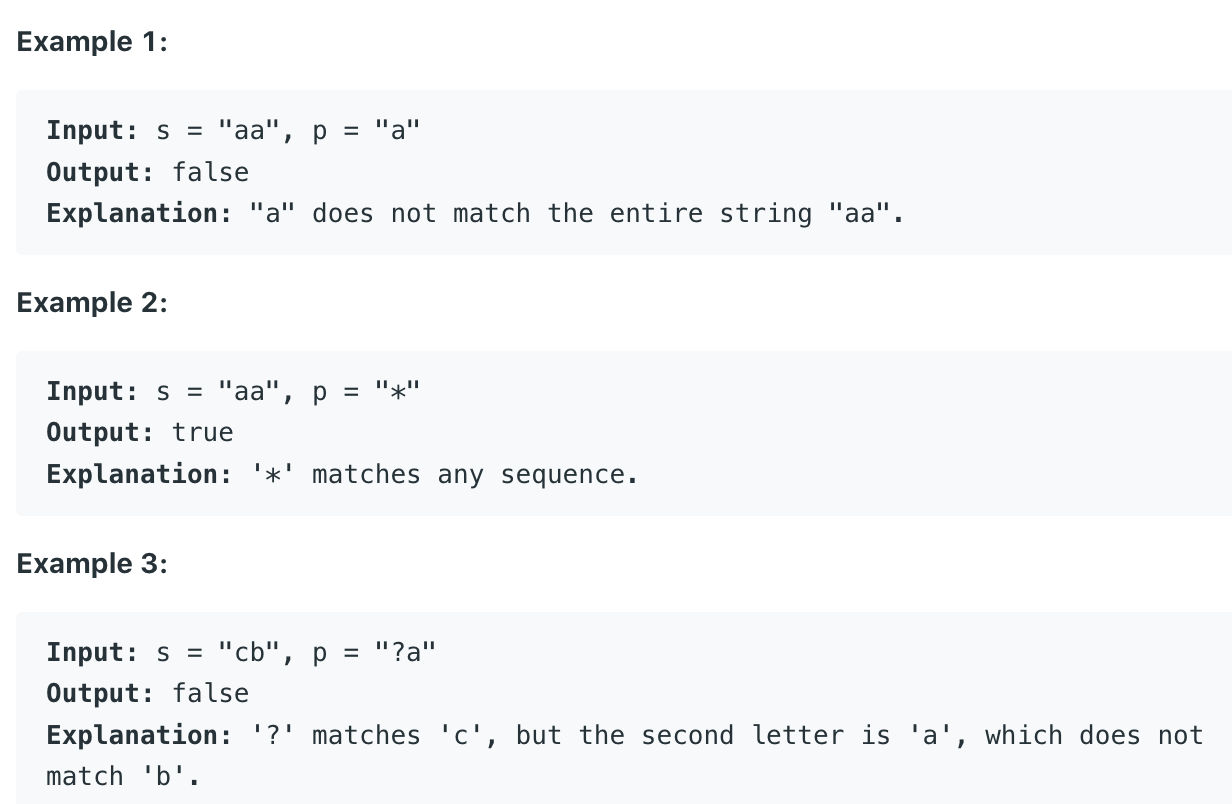 Example 1:
Input: s = "aa", p = "a"
Output: false
Explanation: "a" does not match the entire string "aa".
Example 2:
Input: s = "aa", p = "*"
Output: true
Explanation: '*' matches any sequence.
Example 3:
Input: s = "cb", p = "?a"
Output: false
Explanation: '?' matches 'c', but the second letter is 'a', which does not
match 'b'.